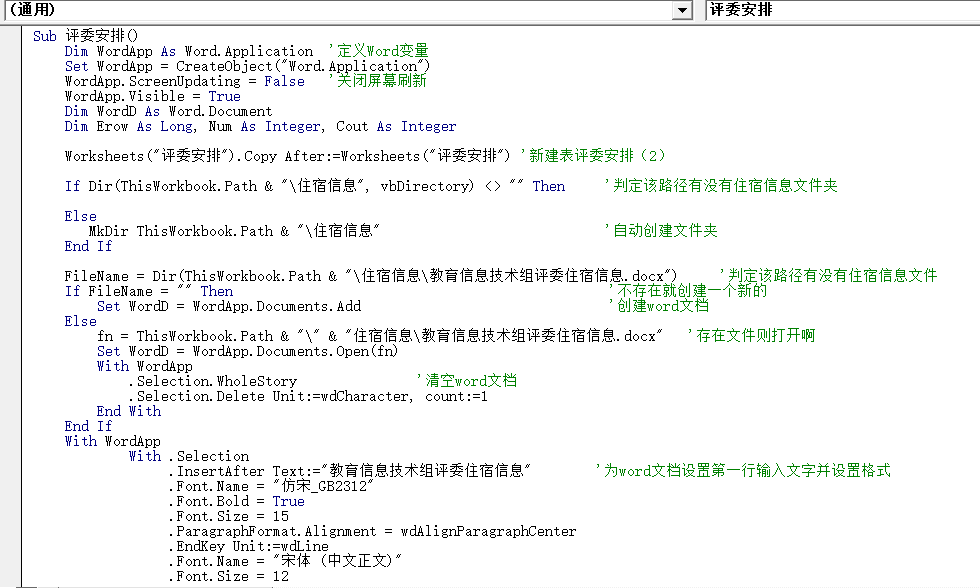 (通用)
评委安排
Sub 评委安排()
Dim WordApp As Word.Application '定义Word变量
Set WordApp = CreateObject("Word.Application")
WordApp.ScreenUpdating = False '关闭屏幕刷新
WordApp.Visible = True
Dim WordD As Word.Document
Dim Erow As Long, Num As Integer, Cout As Integer
Worksheets("评委安排").Copy After:=Worksheets("评委安排") '新建表评委安排（2）
If Dir(ThisWorkbook.Path & "\住宿信息", vbDirectory) <> "" Then '判定该路径有没有住宿信息文件夹
Else
MkDir ThisWorkbook.Path & "\住宿信息" '自动创建文件夹
End If
FileName = Dir(ThisWorkbook.Path & "\住宿信息\教育信息技术组评委住宿信息.docx") '判定该路径有没有住宿信息文件
If FileName = "" Then '不存在就创建一个新的
Set WordD = WordApp.Documents.Add '创建word文档
Else
fn = ThisWorkbook.Path & "\" & "住宿信息\教育信息技术组评委住宿信息.docx" '存在文件则打开啊
Set WordD = WordApp.Documents.Open(fn)
With WordApp
.Selection.WholeStory '清空word文档
.Selection.Delete Unit:=wdCharacter, count:=1
End With
End If
With WordApp
With .Selection
.InsertAfter Text:="教育信息技术组评委住宿信息" '为word文档设置第一行输入文字并设置格式
.Font.Name = "仿宋_GB2312"
.Font.Bold = True
.Font.Size = 15
.ParagraphFormat.Alignment = wdAlignParagraphCenter
.EndKey Unit:=wdLine
.Font.Name = "宋体 (中文正文)"
.Font.Size = 12